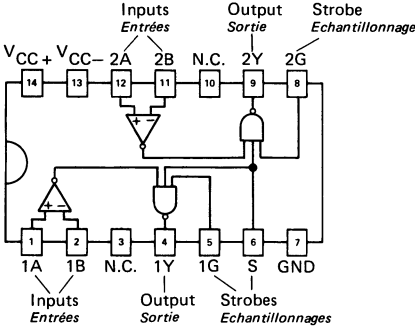 Inputs Output Strobe
Entrées Sortie Echantillonnage
VCC+ VCC− 2A 2B N.C. 2Y 2G
14 13 12 11 10 9 8
+ −
+ −
1 2 3 4 5 6 7
1A 1B N.C. 1Y 1G S GND
Inputs Output Strobes
Entrées Sortie Echantillonnages